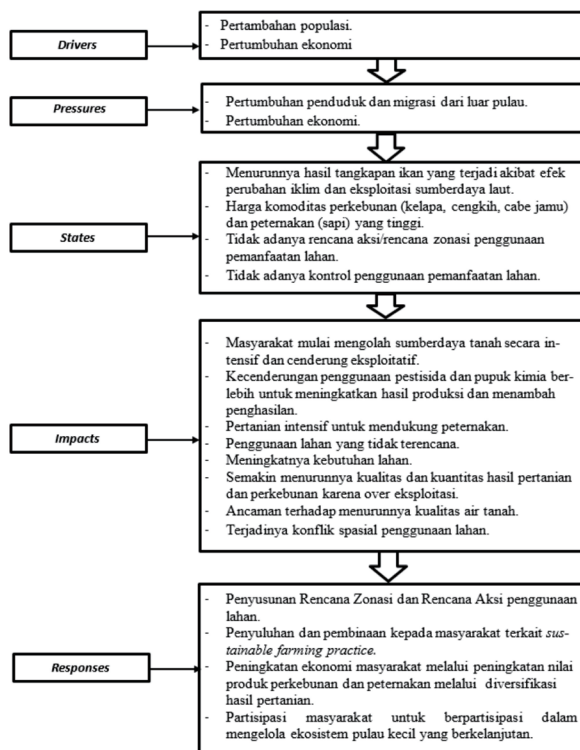 Drivers
- Pertambahan populasi.
- Pertumbuhan ekonomi
Pressures
- Pertumbuhan penduduk dan migrasi dari luar pulau.
- Pertumbuhan ekonomi.
States
- Menurunnya hasil tangkapan ikan yang terjadi akibat efek
perubahan iklim dan eksploitasi sumberdaya laut.
- Harga komoditas perkebunan (kelapa, cengkih, cabe jamu)
dan peternakan (sapi) yang tinggi.
- Tidak adanya rencana aksi/rencana zonasi penggunaan
pemanfaatan lahan.
- Tidak adanya kontrol penggunaan pemanfaatan lahan.
Impacts
- Masyarakat mulai mengolah sumberdaya tanah secara in-
tensif dan cenderung eksploitatif.
- Kecenderungan penggunaan pestisida dan pupuk kimia ber-
lebih untuk meningkatkan hasil produksi dan menambah
penghasilan.
- Pertanian intensif untuk mendukung peternakan.
- Penggunaan lahan yang tidak terencana.
- Meningkatnya kebutuhan lahan.
- Semakin menurunnya kualitas dan kuantitas hasil pertanian
dan perkebunan karena over eksploitasi.
- Ancaman terhadap menurunnya kualitas air tanah.
- Terjadinya konflik spasial penggunaan lahan.
Responses
- Penyusunan Rencana Zonasi dan Rencana Aksi penggunaan
lahan.
- Penyuluhan dan pembinaan kepada masyarakat terkait sus-
tainable farming practice.
- Peningkatan ekonomi masyarakat melalui peningkatan nilai
produk perkebunan dan peternakan melalui diversifikasi
hasil pertanian.
- Partisipasi masyarakat untuk berpartisipasi dalam
mengelola ekosistem pulau kecil yang berkelanjutan.